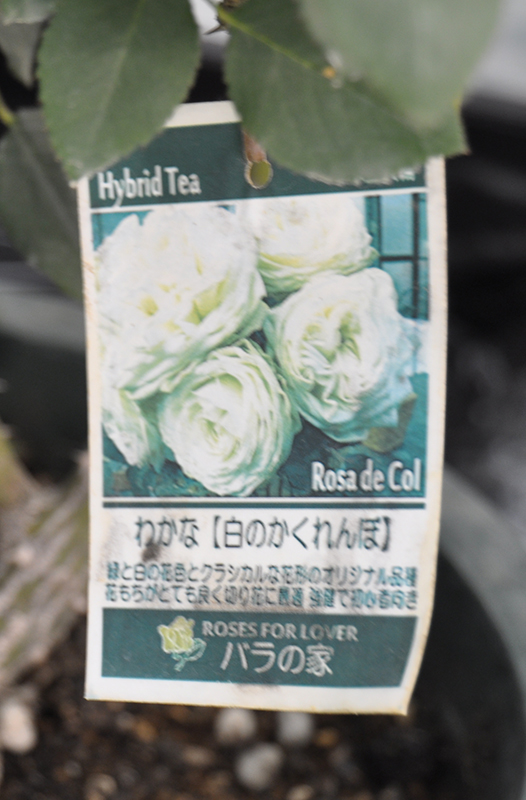 Hybrid Tea
Rosa de Col
わかな【白のかくれんぼ】
緑と白の花色とクラシカルな花形のオリジナル品種
花もちがとても良く切り花に最適 強健で初心者向き
ROSES FOR LOVER
バラの家